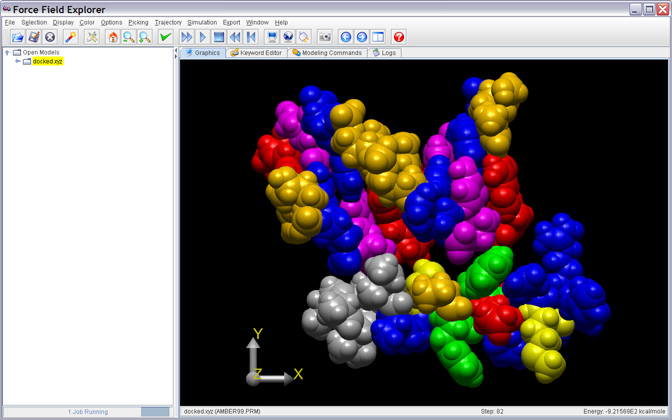 Force Field Explorer
File Selection Display Color Options Picking Trajectory Simulation Export Window Help
Graphics Keyword Editor Modeling Commands Logs
Open Models
docked.xyz
Y
Z X
1 Job Running docked.xyz (AMBER99.PRM) Step: 82 Energy: -9.21569E2 kcal/mole